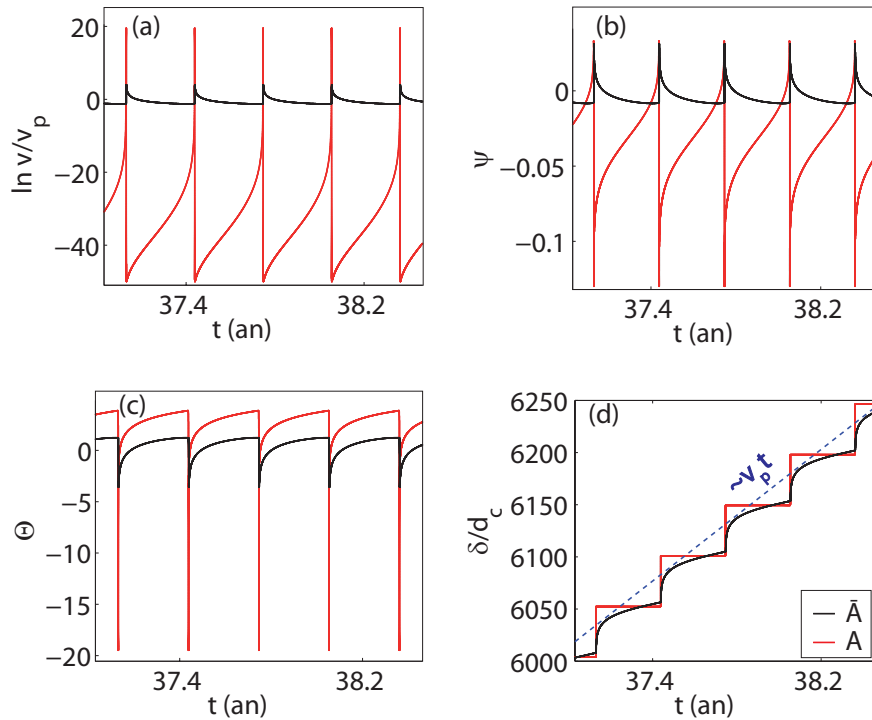 (a)
ln v/v_p
20
0
−20
−40
37.4 38.2
t (an)
(b)
ψ
0
−0.05
−0.1
37.4 38.2
t (an)
(c)
Θ
0
−5
−10
−15
−20
37.4 38.2
t (an)
(d)
δ/d_c
6250
6200
6150
6100
6050
6000
~v_p t
Ā
A
37.4 38.2
t (an)